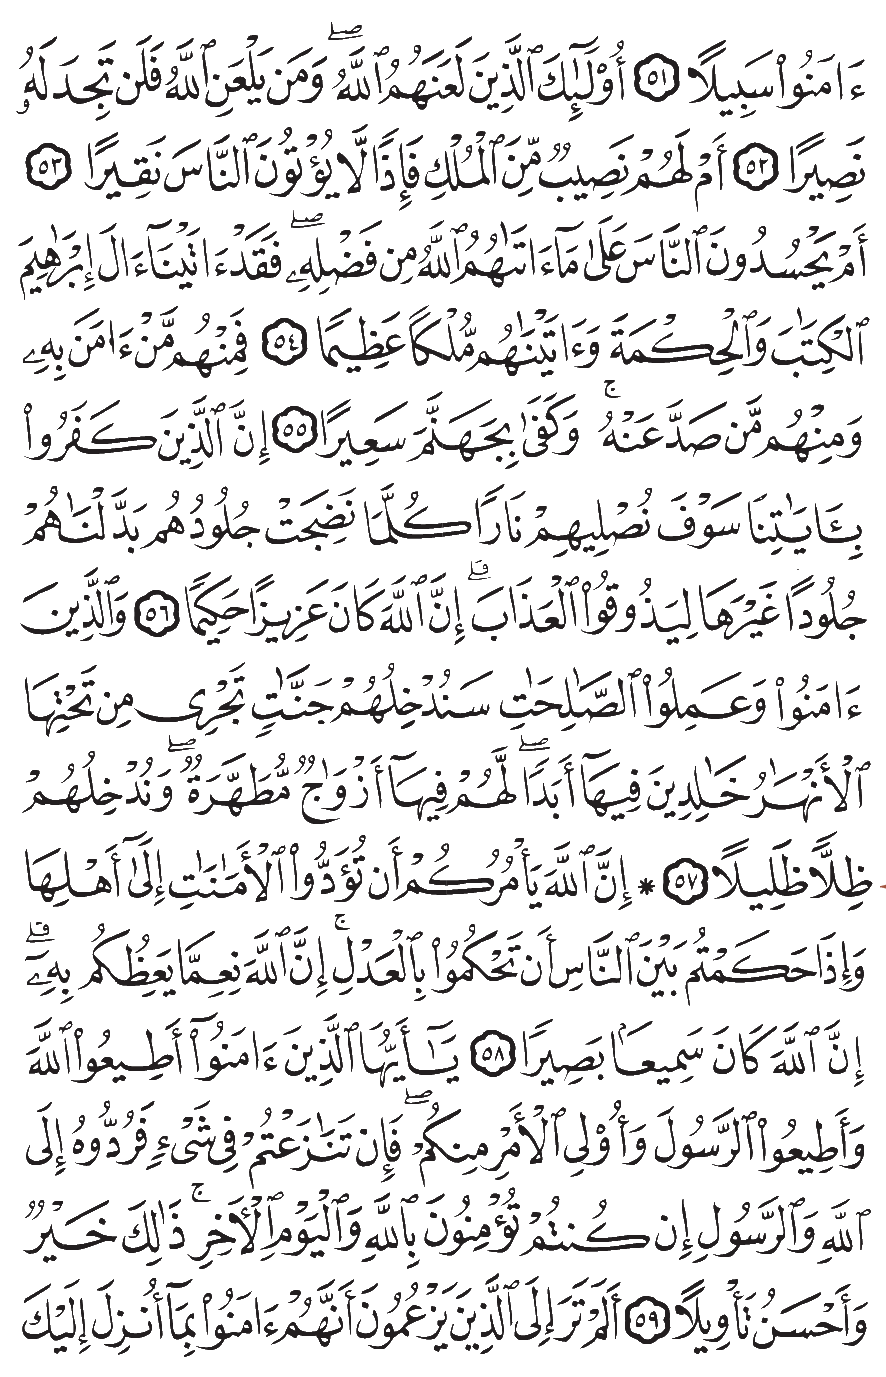 ءَامَنُوا۟ سَبِيلًا ٥١ أُو۟لَـٰٓئِكَ ٱلَّذِينَ لَعَنَهُمُ ٱللَّهُ ۖ وَمَن يَلْعَنِ ٱللَّهُ فَلَن تَجِدَ لَهُۥ
نَصِيرًا ٥٢ أَمْ لَهُمْ نَصِيبٌ مِّنَ ٱلْمُلْكِ فَإِذًا لَّا يُؤْتُونَ ٱلنَّاسَ نَقِيرًا ٥٣
أَمْ يَحْسُدُونَ ٱلنَّاسَ عَلَىٰ مَآ ءَاتَىٰهُمُ ٱللَّهُ مِن فَضْلِهِۦ ۖ فَقَدْ ءَاتَيْنَآ ءَالَ إِبْرَٰهِيمَ
ٱلْكِتَـٰبَ وَٱلْحِكْمَةَ وَءَاتَيْنَـٰهُم مُّلْكًا عَظِيمًا ٥٤ فَمِنْهُم مَّنْ ءَامَنَ بِهِۦ
وَمِنْهُم مَّن صَدَّ عَنْهُ ۚ وَكَفَىٰ بِجَهَنَّمَ سَعِيرًا ٥٥ إِنَّ ٱلَّذِينَ كَفَرُوا۟
بِـَٔايَـٰتِنَا سَوْفَ نُصْلِيهِمْ نَارًا كُلَّمَا نَضِجَتْ جُلُودُهُم بَدَّلْنَـٰهُمْ
جُلُودًا غَيْرَهَا لِيَذُوقُوا۟ ٱلْعَذَابَ ۗ إِنَّ ٱللَّهَ كَانَ عَزِيزًا حَكِيمًا ٥٦ وَٱلَّذِينَ
ءَامَنُوا۟ وَعَمِلُوا۟ ٱلصَّـٰلِحَـٰتِ سَنُدْخِلُهُمْ جَنَّـٰتٍ تَجْرِى مِن تَحْتِهَا
ٱلْأَنْهَـٰرُ خَـٰلِدِينَ فِيهَآ أَبَدًا ۖ لَّهُمْ فِيهَآ أَزْوَٰجٌ مُّطَهَّرَةٌ ۖ وَنُدْخِلُهُمْ
ظِلًّا ظَلِيلًا ٥٧ * إِنَّ ٱللَّهَ يَأْمُرُكُمْ أَن تُؤَدُّوا۟ ٱلْأَمَـٰنَـٰتِ إِلَىٰٓ أَهْلِهَا
وَإِذَا حَكَمْتُم بَيْنَ ٱلنَّاسِ أَن تَحْكُمُوا۟ بِٱلْعَدْلِ ۚ إِنَّ ٱللَّهَ نِعِمَّا يَعِظُكُم بِهِۦٓ ۗ
إِنَّ ٱللَّهَ كَانَ سَمِيعًۢا بَصِيرًا ٥٨ يَـٰٓأَيُّهَا ٱلَّذِينَ ءَامَنُوٓا۟ أَطِيعُوا۟ ٱللَّهَ
وَأَطِيعُوا۟ ٱلرَّسُولَ وَأُو۟لِى ٱلْأَمْرِ مِنكُمْ ۖ فَإِن تَنَـٰزَعْتُمْ فِى شَىْءٍ فَرُدُّوهُ إِلَى
ٱللَّهِ وَٱلرَّسُولِ إِن كُنتُمْ تُؤْمِنُونَ بِٱللَّهِ وَٱلْيَوْمِ ٱلْـَٔاخِرِ ۚ ذَٰلِكَ خَيْرٌ
وَأَحْسَنُ تَأْوِيلًا ٥٩ أَلَمْ تَرَ إِلَى ٱلَّذِينَ يَزْعُمُونَ أَنَّهُمْ ءَامَنُوا۟ بِمَآ أُنزِلَ إِلَيْكَ